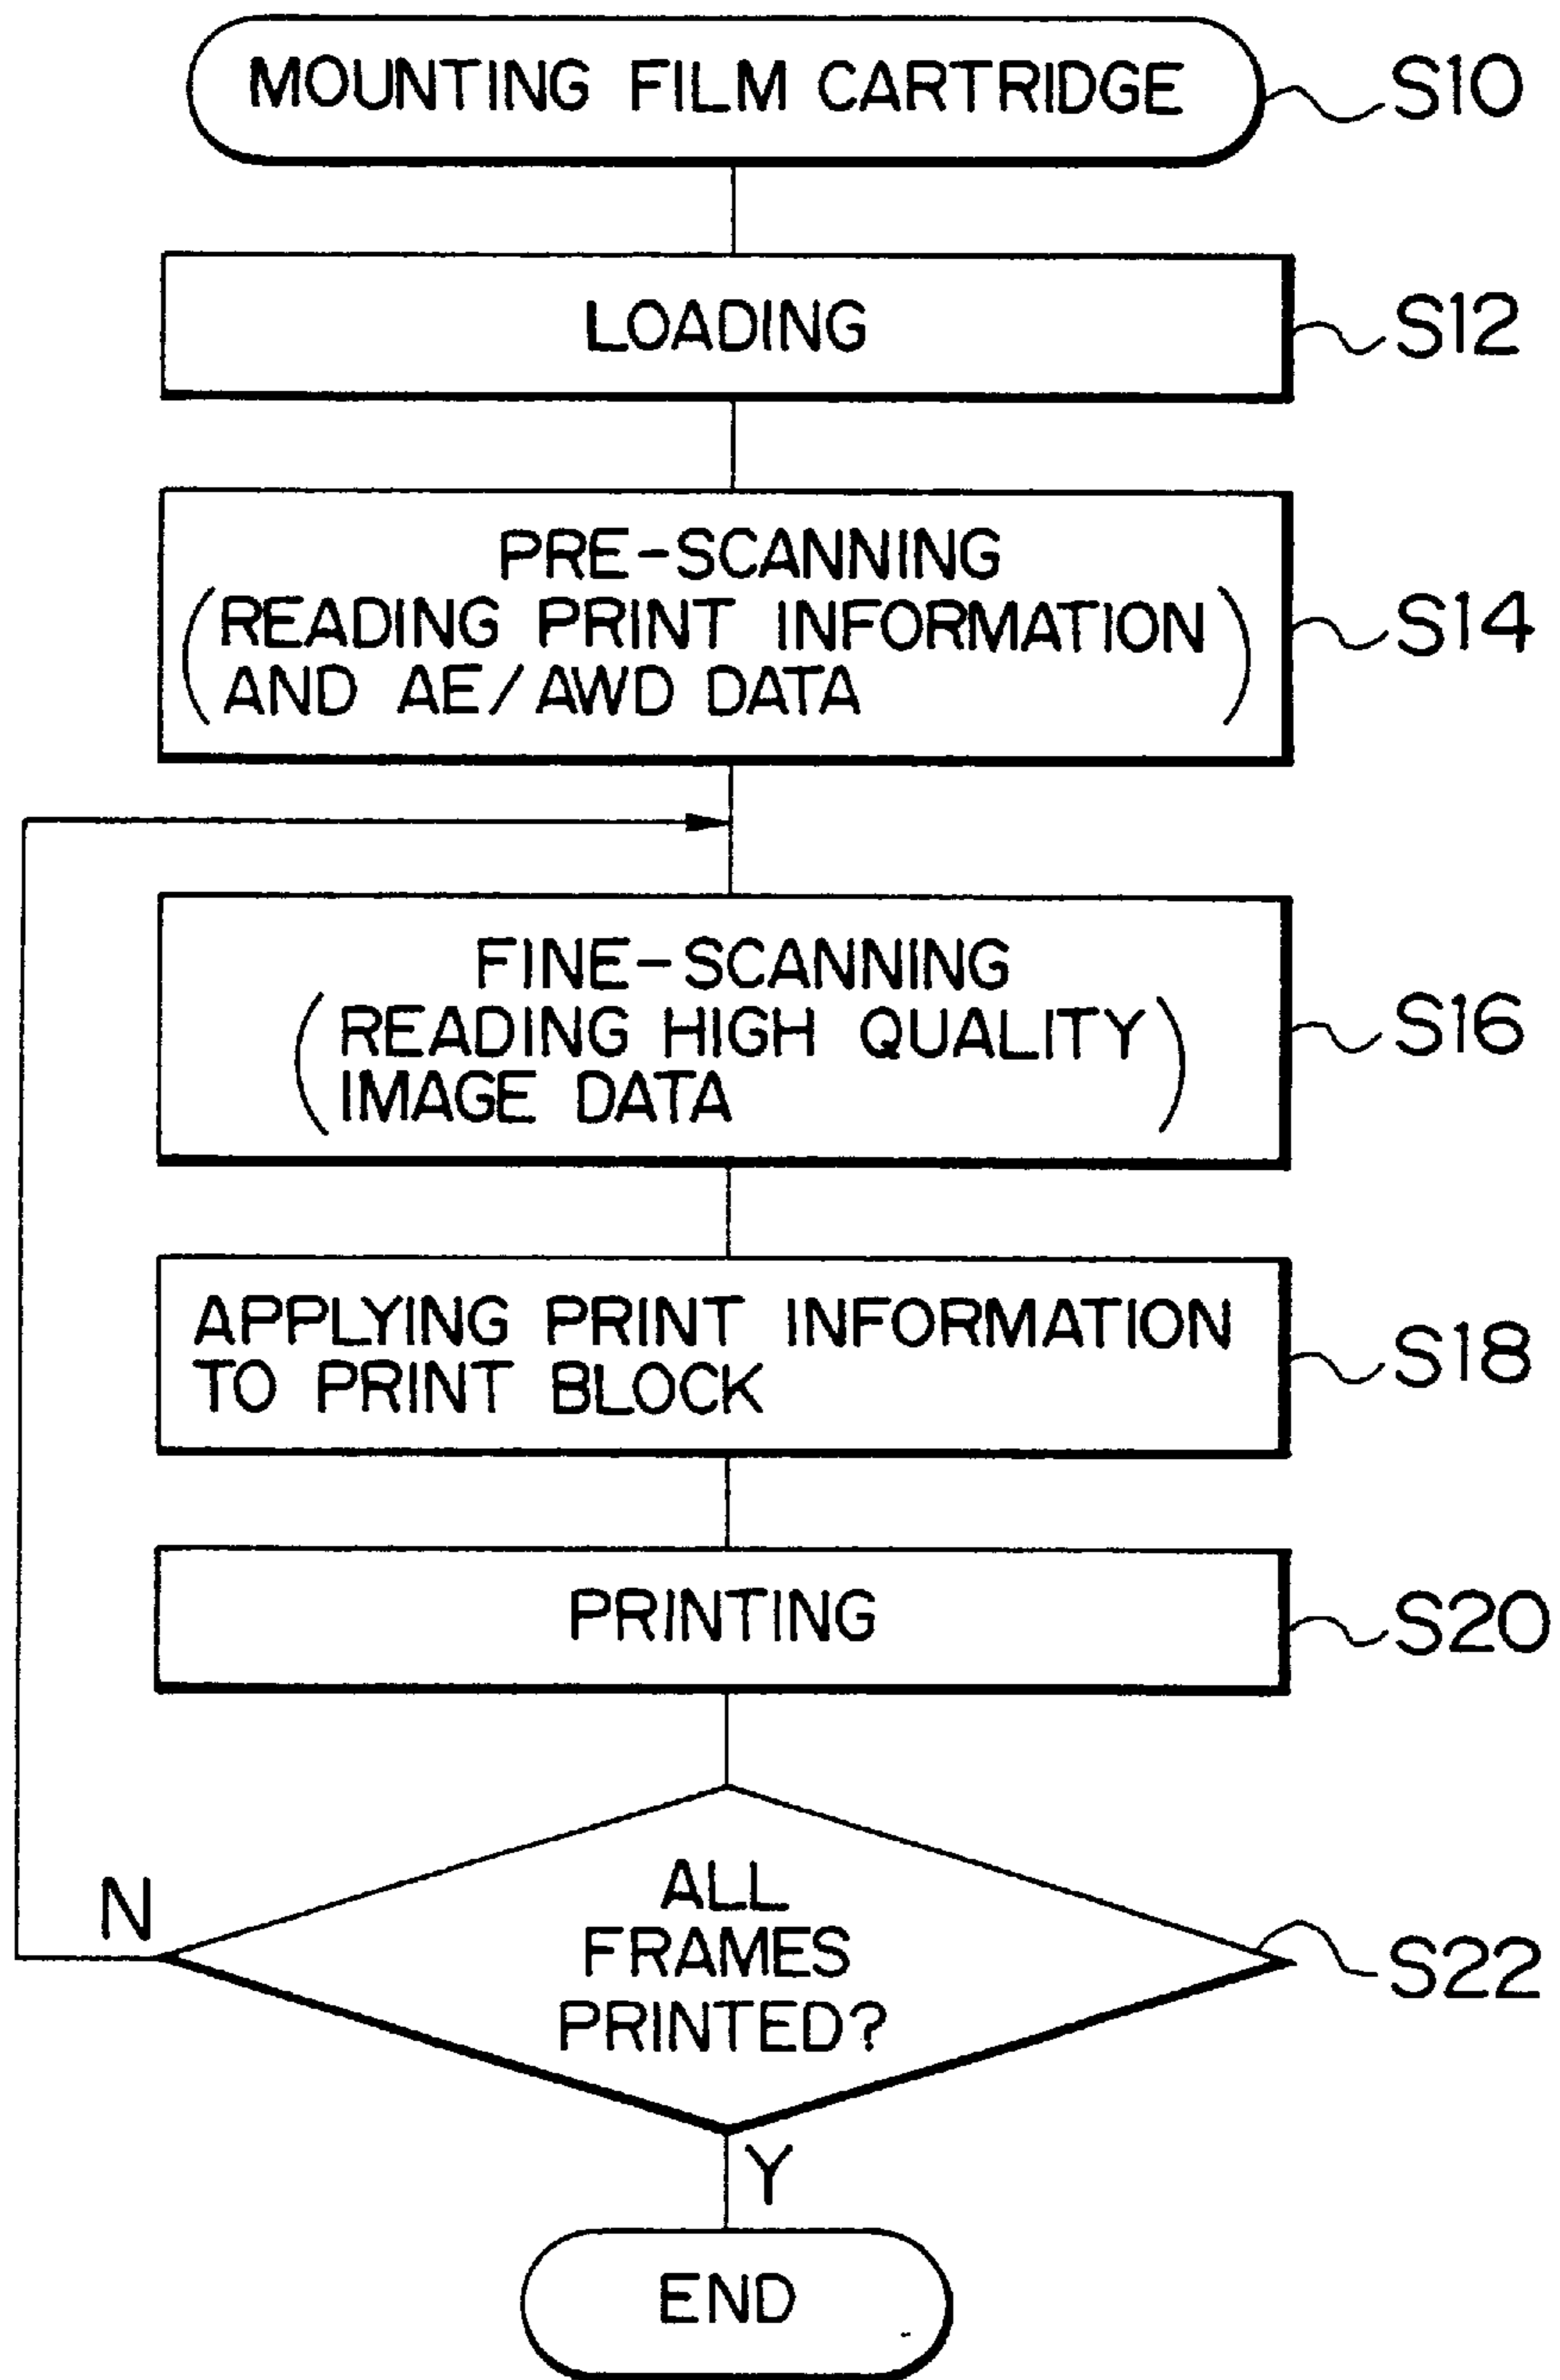 MOUNTING FILM CARTRIDGE
S10
LOADING
S12
PRE-SCANNING
(READING PRINT INFORMATION
AND AE/AWD DATA)
S14
FINE-SCANNING
(READING HIGH QUALITY
IMAGE DATA)
S16
APPLYING PRINT INFORMATION
TO PRINT BLOCK
S18
PRINTING
S20
ALL
FRAMES
PRINTED?
S22
N
Y
END